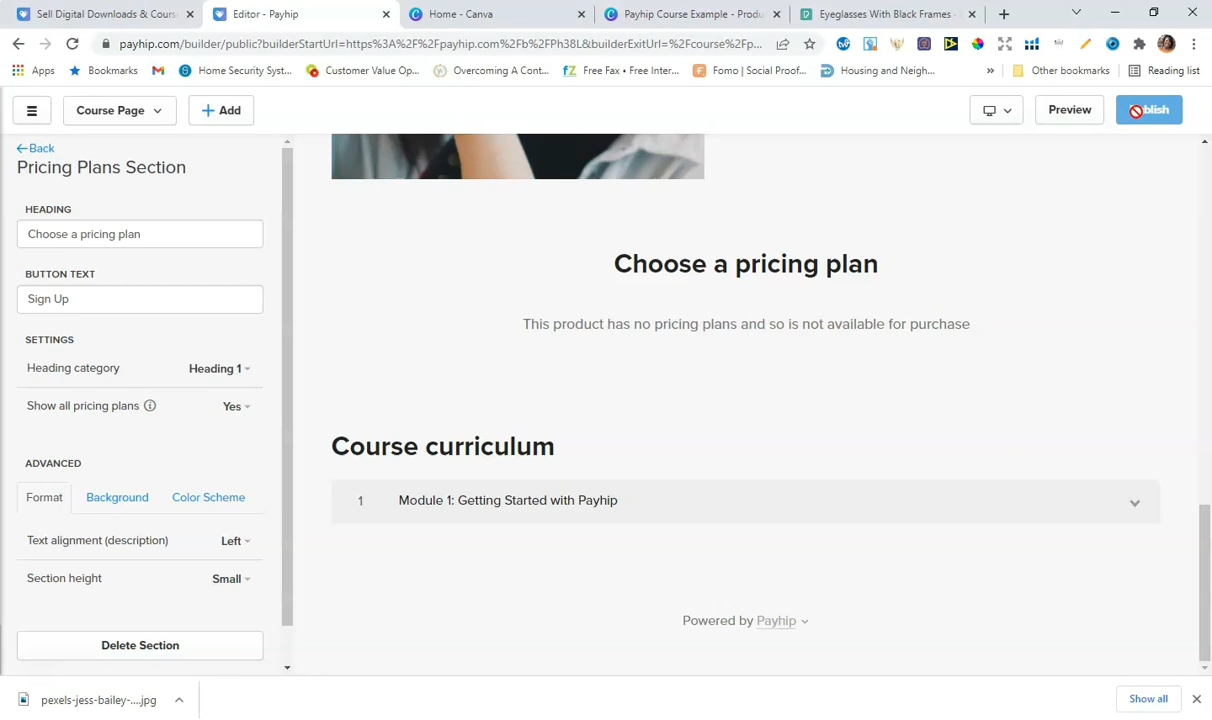 Sell Digital Downloads & Course
Editor - Payhip
Home - Canva
Payhip Course Example - Produ
Eyeglasses With Black Frames -
payhip.com/builder/public?builderStartUrl=https%3A%2F%2Fpayhip.com%2Fb%2FPh38L&builderExitUrl=%2Fcourse%2Fp...
Apps
Bookmarks
Home Security Syst...
Customer Value Op...
Overcoming A Cont...
Free Fax • Free Inter...
Fomo | Social Proof...
Housing and Neigh...
»
Other bookmarks
Reading list
Course Page
+ Add
Preview
Back
Pricing Plans Section
HEADING
Choose a pricing plan
BUTTON TEXT
Sign Up
SETTINGS
Heading category
Heading 1
Show all pricing plans
Yes
ADVANCED
Format
Background
Color Scheme
Text alignment (description)
Left
Section height
Small
Delete Section
Choose a pricing plan
This product has no pricing plans and so is not available for purchase
Course curriculum
1
Module 1: Getting Started with Payhip
Powered by Payhip
pexels-jess-bailey-....jpg
Show all